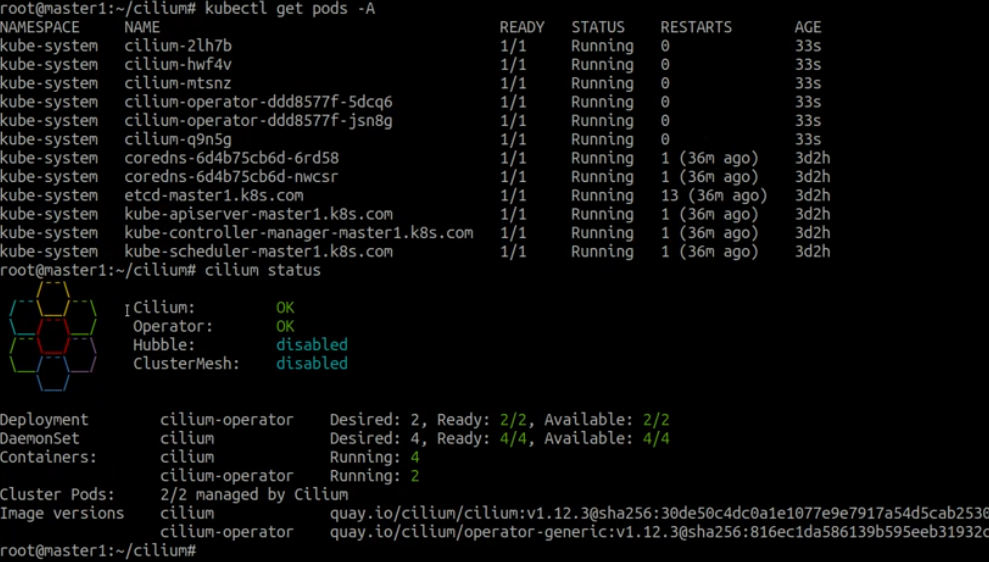 root@master1:~/cilium# kubectl get pods -A
NAMESPACE NAME READY STATUS RESTARTS AGE
kube-system cilium-2lh7b 1/1 Running 0 33s
kube-system cilium-hwf4v 1/1 Running 0 33s
kube-system cilium-mtsnz 1/1 Running 0 33s
kube-system cilium-operator-ddd8577f-5dcq6 1/1 Running 0 33s
kube-system cilium-operator-ddd8577f-jsn8g 1/1 Running 0 33s
kube-system cilium-q9n5g 1/1 Running 0 33s
kube-system coredns-6d4b75cb6d-6rd58 1/1 Running 1 (36m ago) 3d2h
kube-system coredns-6d4b75cb6d-nwcsr 1/1 Running 1 (36m ago) 3d2h
kube-system etcd-master1.k8s.com 1/1 Running 13 (36m ago) 3d2h
kube-system kube-apiserver-master1.k8s.com 1/1 Running 1 (36m ago) 3d2h
kube-system kube-controller-manager-master1.k8s.com 1/1 Running 1 (36m ago) 3d2h
kube-system kube-scheduler-master1.k8s.com 1/1 Running 1 (36m ago) 3d2h
root@master1:~/cilium# cilium status
Cilium: OK
Operator: OK
Hubble: disabled
ClusterMesh: disabled
Deployment cilium-operator Desired: 2, Ready: 2/2, Available: 2/2
DaemonSet cilium Desired: 4, Ready: 4/4, Available: 4/4
Containers: cilium Running: 4
cilium-operator Running: 2
Cluster Pods: 2/2 managed by Cilium
Image versions cilium quay.io/cilium/cilium:v1.12.3@sha256:30de50c4dc0a1e1077e9e7917a54d5cab2530
cilium-operator quay.io/cilium/operator-generic:v1.12.3@sha256:816ec1da586139b595eeb31932c
root@master1:~/cilium#